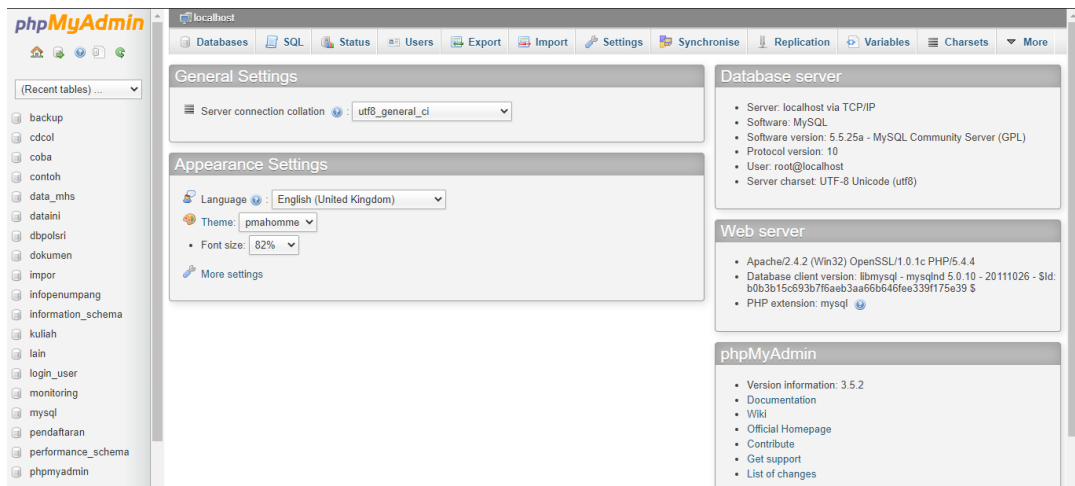 phpMyAdmin
(Recent tables) ...
backup
cdcol
coba
contoh
data_mhs
dataini
dbpolsri
dokumen
impor
infopenumpang
information_schema
kuliah
lain
login_user
monitoring
mysql
pendaftaran
performance_schema
phpmyadmin
localhost
Databases SQL Status Users Export Import Settings Synchronise Replication Variables Charsets More
General Settings
Server connection collation : utf8_general_ci
Appearance Settings
Language : English (United Kingdom)
Theme: pmahomme
Font size: 82%
More settings
Database server
Server: localhost via TCP/IP
Software: MySQL
Software version: 5.5.25a - MySQL Community Server (GPL)
Protocol version: 10
User: root@localhost
Server charset: UTF-8 Unicode (utf8)
Web server
Apache/2.4.2 (Win32) OpenSSL/1.0.1c PHP/5.4.4
Database client version: libmysql - mysqlnd 5.0.10 - 20111026 - $Id:
b0b3b15c693b7f6aeb3aa66b646fee339f175e39 $
PHP extension: mysql
phpMyAdmin
Version information: 3.5.2
Documentation
Wiki
Official Homepage
Contribute
Get support
List of changes